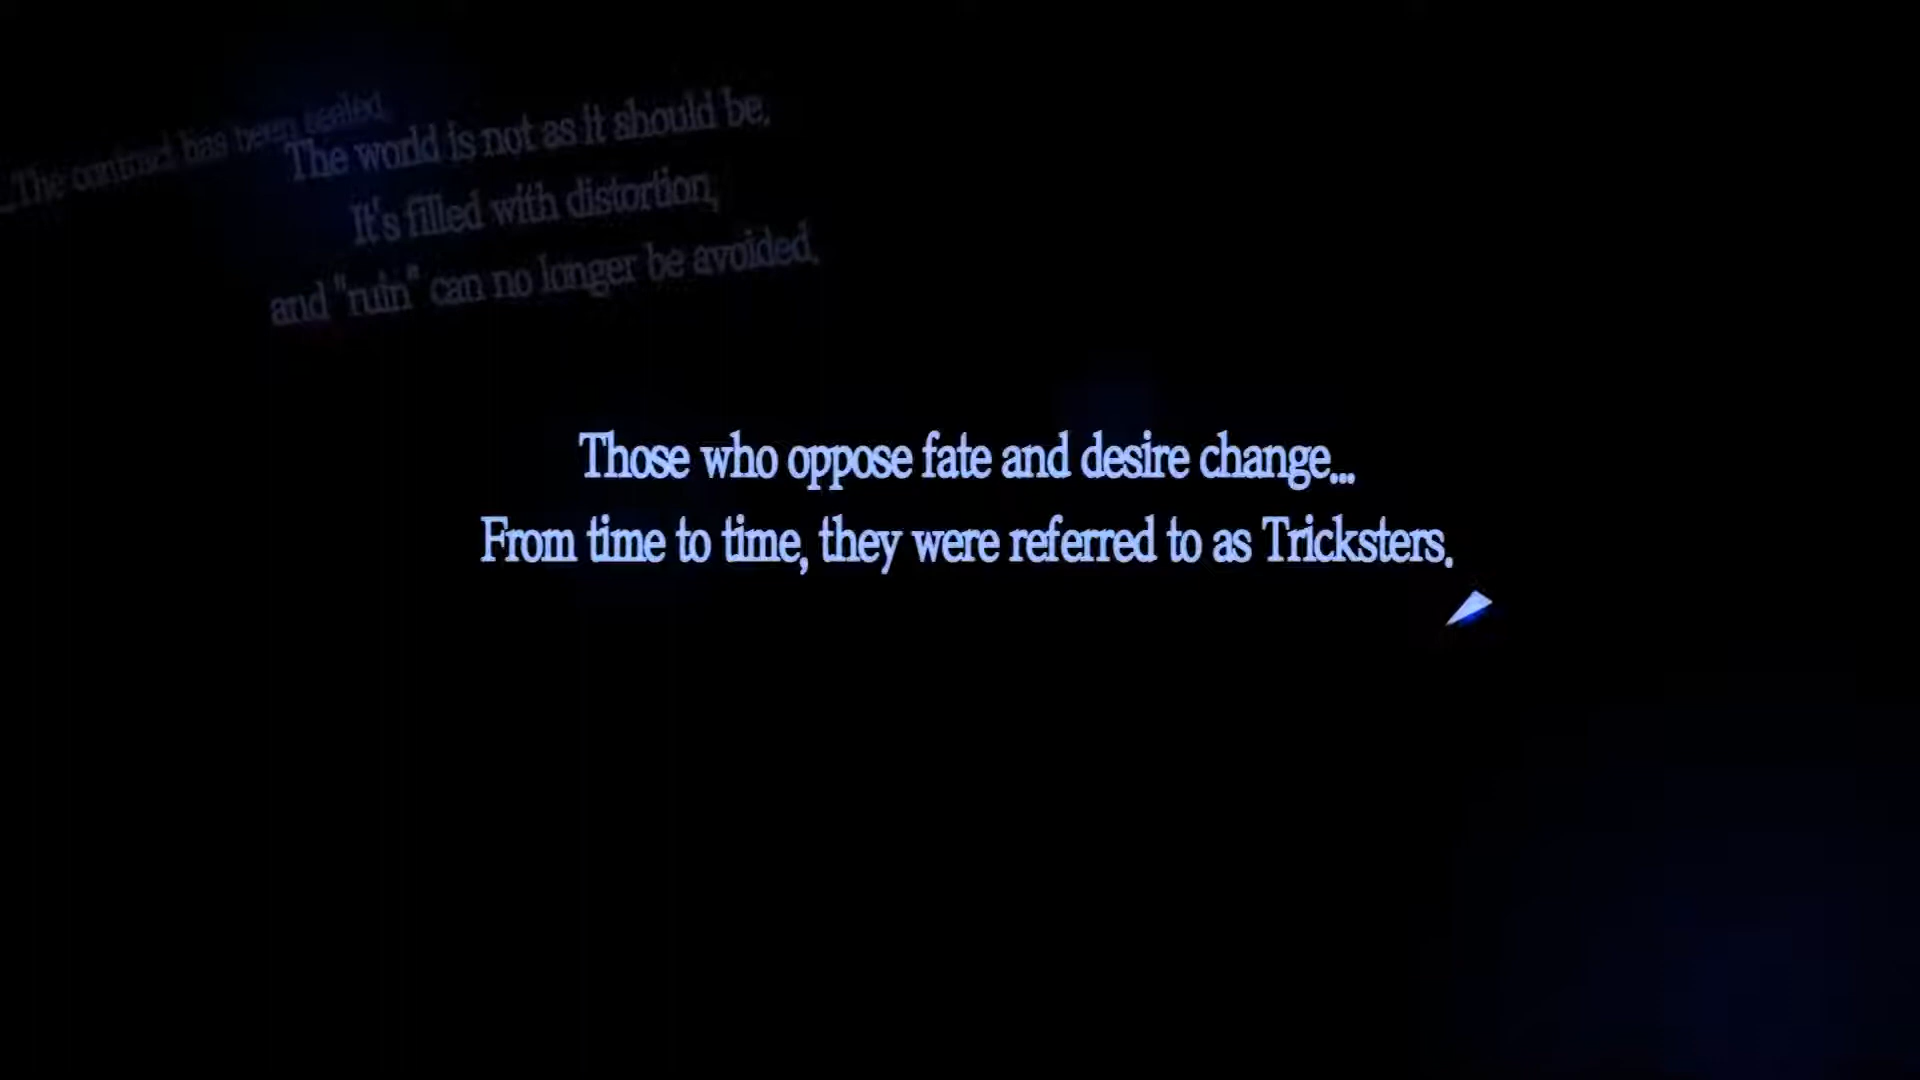 ...The contract has been sealed.
The world is not as it should be.
It's filled with distortion,
and "ruin" can no longer be avoided.
Those who oppose fate and desire change...
From time to time, they were referred to as Tricksters.